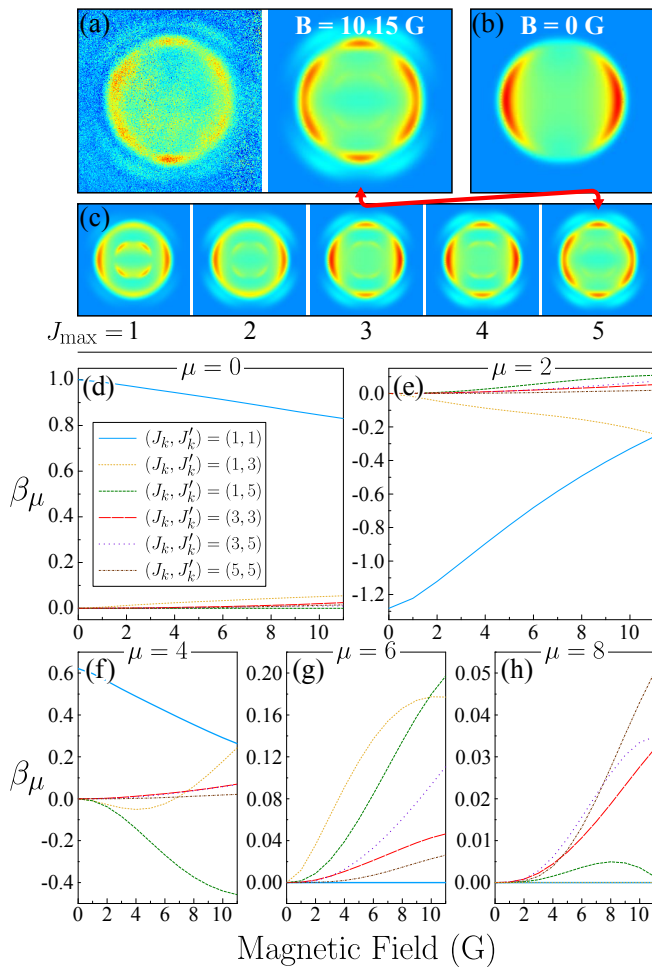 (a) B = 10.15 G (b) B = 0 G
(c)
J_max = 1 2 3 4 5
(d) μ = 0 (e) μ = 2
1.0
0.8
0.6
0.4
0.2
0.0
β_μ
(J_k, J'_k) = (1, 1)
(J_k, J'_k) = (1, 3)
(J_k, J'_k) = (1, 5)
(J_k, J'_k) = (3, 3)
(J_k, J'_k) = (3, 5)
(J_k, J'_k) = (5, 5)
0 2 4 6 8 10
0.0
-0.2
-0.4
-0.6
-0.8
-1.0
-1.2
0 2 4 6 8 10
(f) μ = 4 (g) μ = 6 (h) μ = 8
0.6
0.4
0.2
0.0
-0.2
-0.4
β_μ
0 2 4 6 8 10
0.20
0.16
0.12
0.08
0.04
0.00
0 2 4 6 8 10
0.05
0.04
0.03
0.02
0.01
0.00
0 2 4 6 8 10
Magnetic Field (G)